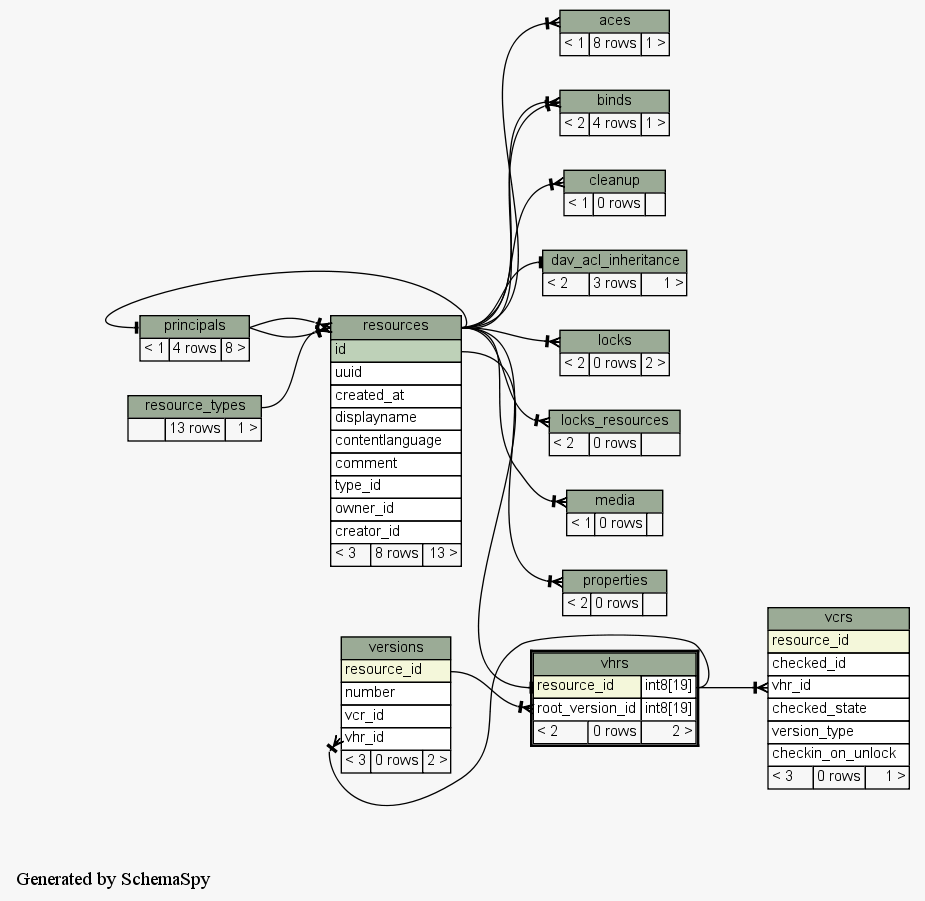 aces
< 1 8 rows 1 >
binds
< 2 4 rows 1 >
cleanup
< 1 0 rows
dav_acl_inheritance
< 2 3 rows 1 >
principals
< 1 4 rows 8 >
resource_types
13 rows 1 >
resources
id
uuid
created_at
displayname
contentlanguage
comment
type_id
owner_id
creator_id
< 3 8 rows 13 >
locks
< 2 0 rows 2 >
locks_resources
< 2 0 rows
media
< 1 0 rows
properties
< 2 0 rows
versions
resource_id
number
vcr_id
vhr_id
< 3 0 rows 2 >
vhrs
resource_id int8[19]
root_version_id int8[19]
< 2 0 rows 2 >
vcrs
resource_id
checked_id
vhr_id
checked_state
version_type
checkin_on_unlock
< 3 0 rows 1 >
Generated by SchemaSpy